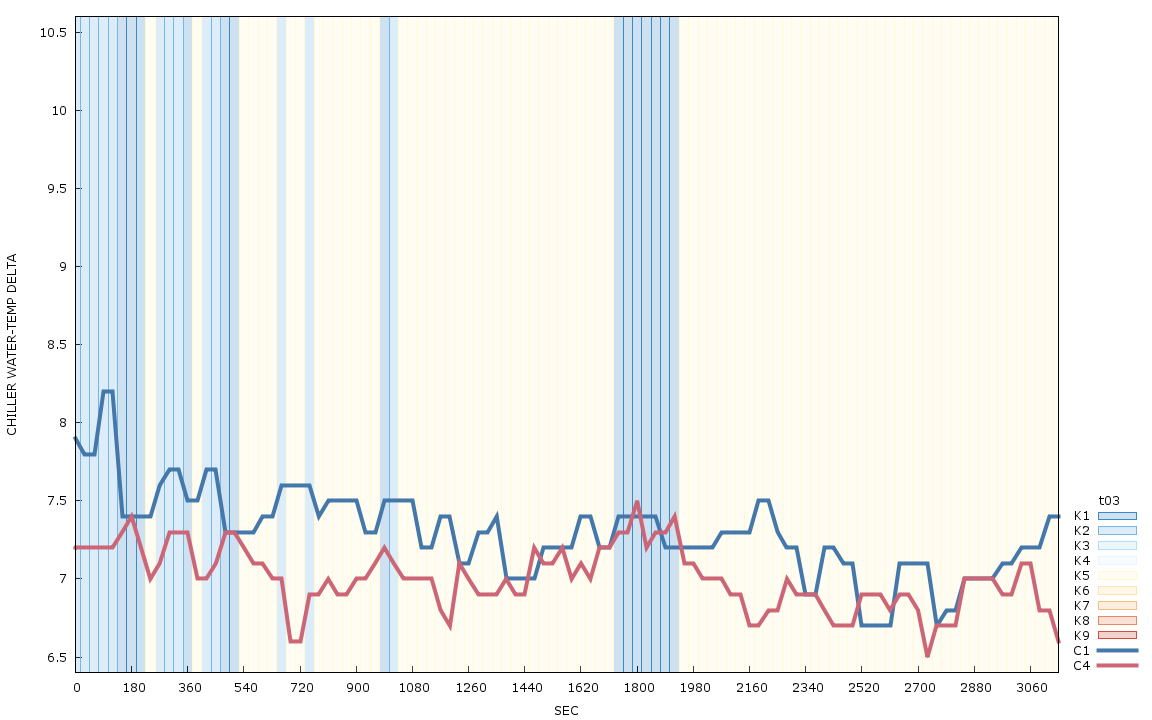 10.5
10
9.5
9
8.5
8
7.5
7
6.5
CHILLER WATER-TEMP DELTA
0 180 360 540 720 900 1080 1260 1440 1620 1800 1980 2160 2340 2520 2700 2880 3060
SEC
t03
K1
K2
K3
K4
K5
K6
K7
K8
K9
C1
C4